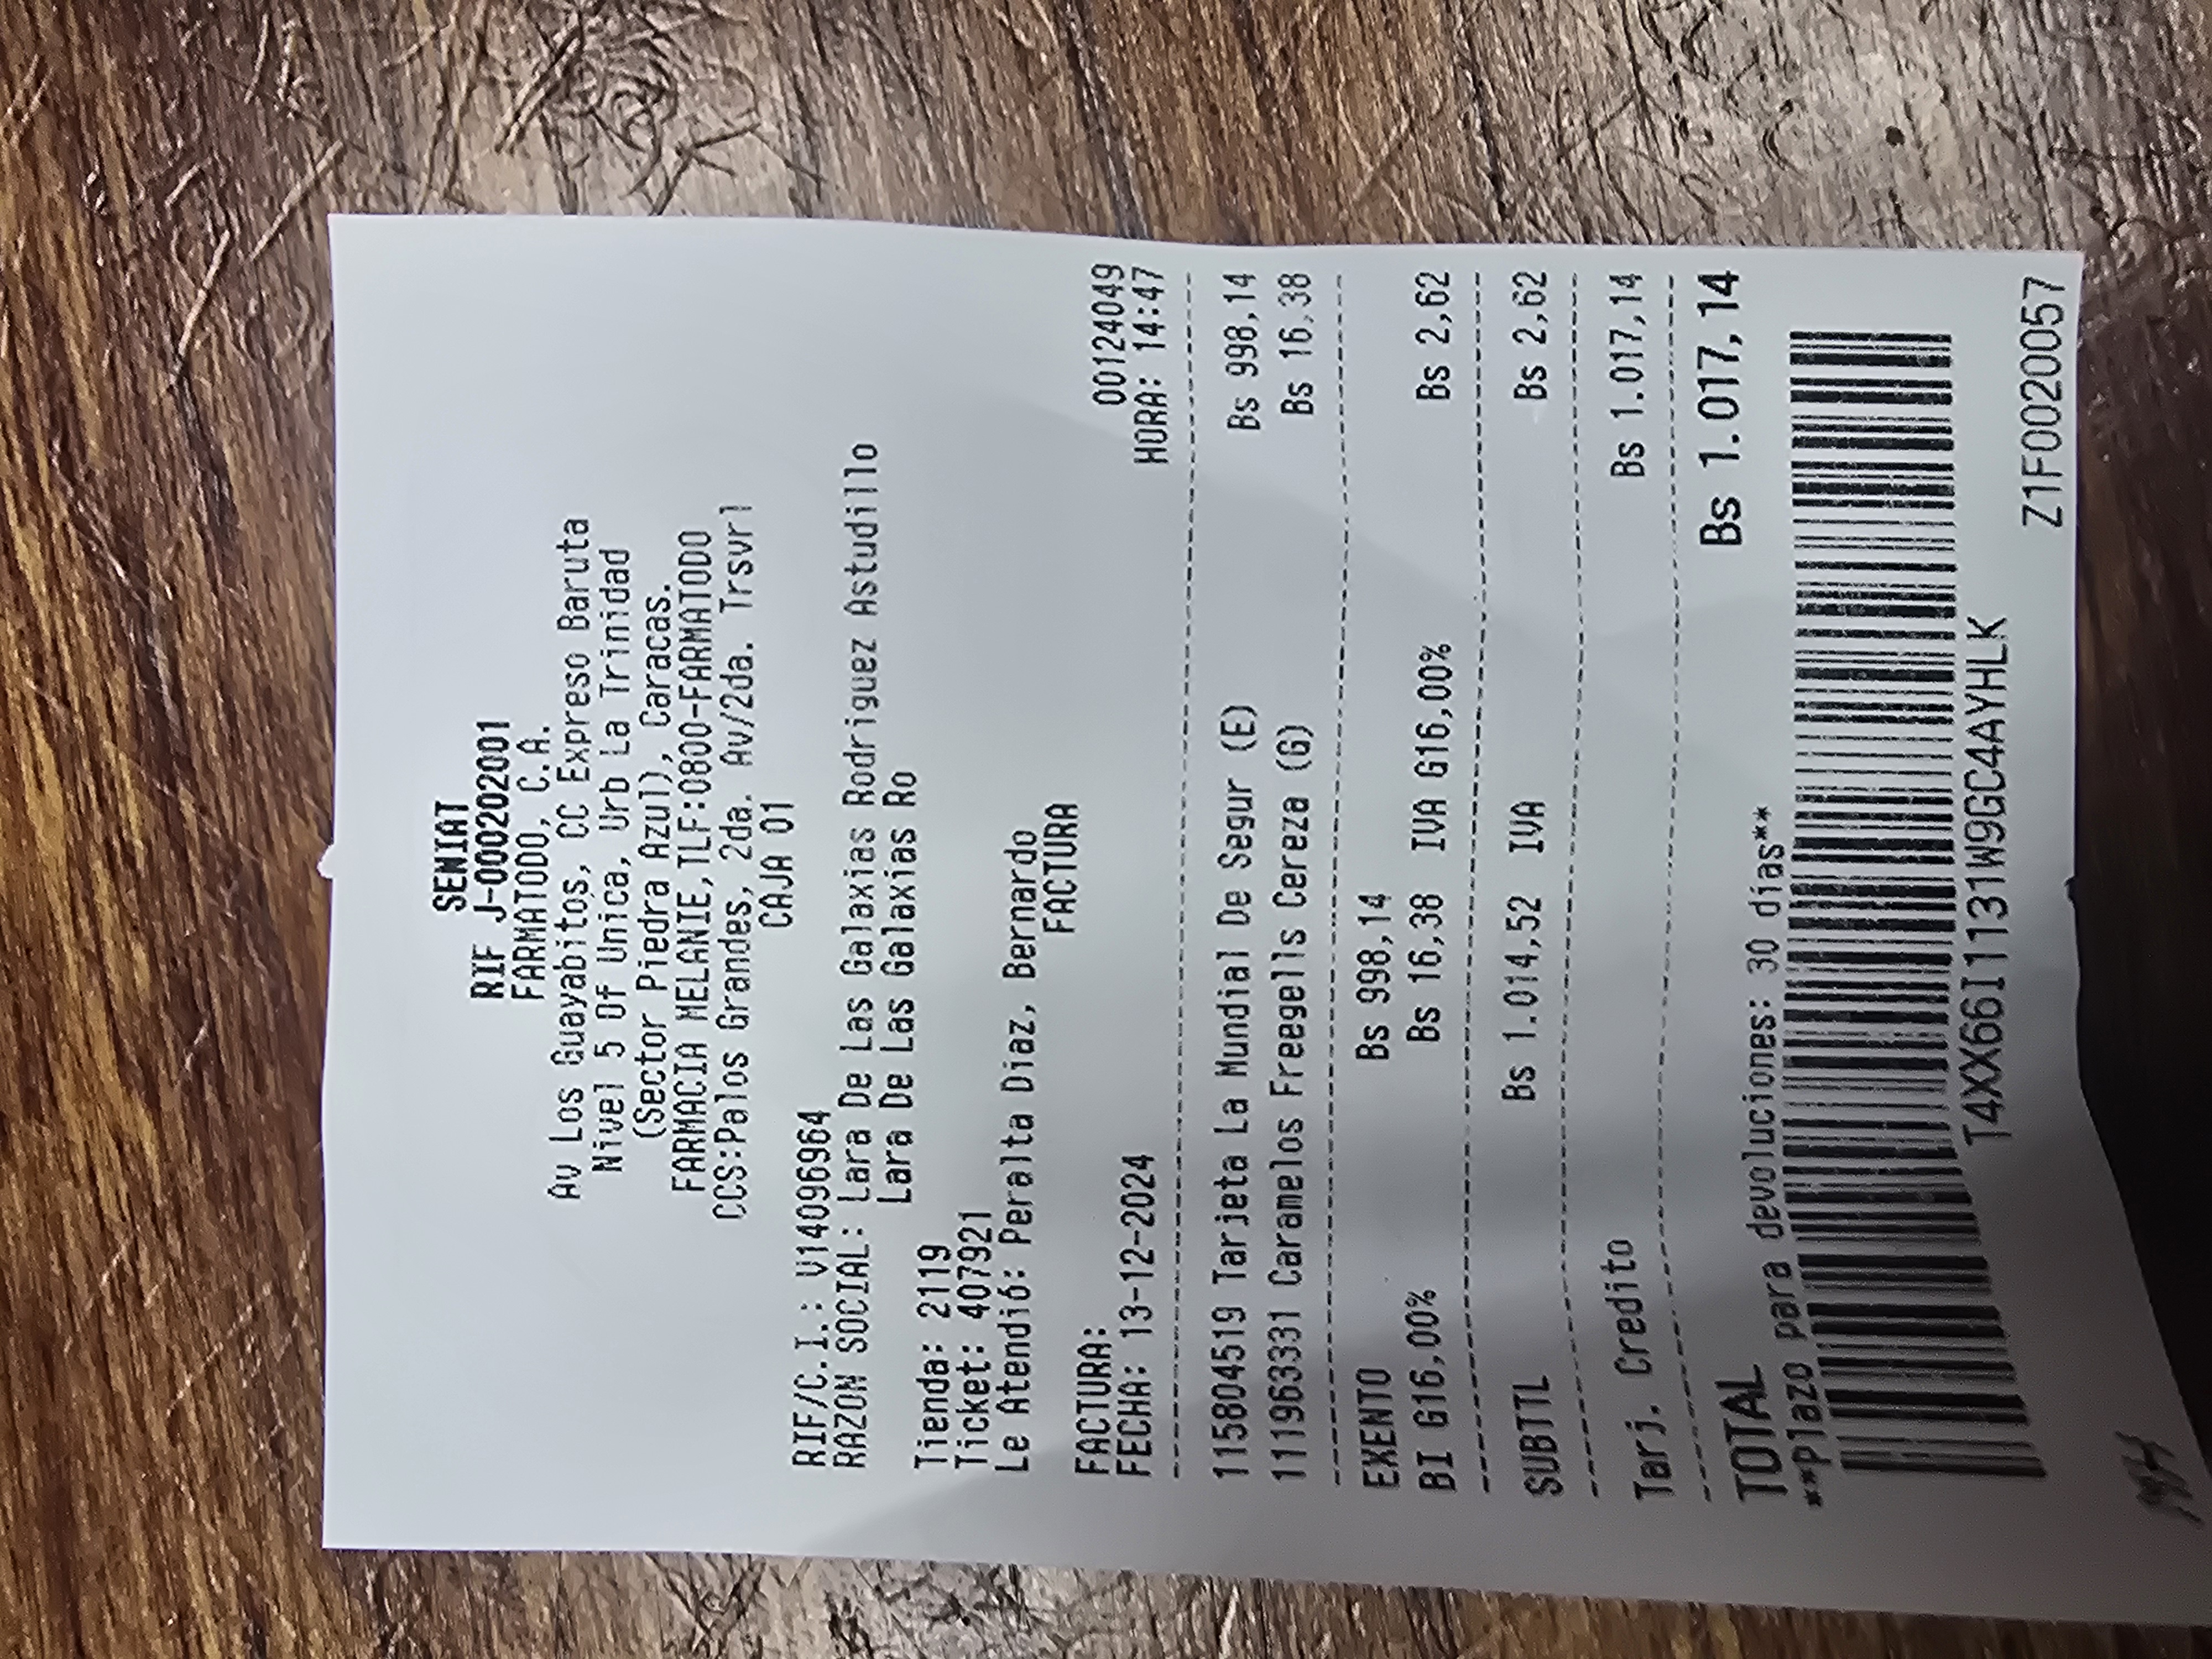 SENIAT
RIF J-000202001
FARMATODO, C.A.
Av Los Guayabitos, CC Expreso Baruta
Nivel 5 Of Unica, Urb La Trinidad
(Sector Piedra Azul), Caracas.
FARMACIA MELANIE,TLF:0800-FARMATODO
CCS:Palos Grandes, 2da. Av/2da. Trsvrl
CAJA 01
RIF/C.I.: V14096964
RAZON SOCIAL: Lara De Las Galaxias Rodriguez Astudillo
Lara De Las Galaxias Ro
Tienda: 2119
Ticket: 407921
Le Atendió: Peralta Diaz, Bernardo
FACTURA
FACTURA: 00124049
FECHA: 13-12-2024 HORA: 14:47
115804519 Tarjeta La Mundial De Segur (E) Bs 998,14
111963331 Caramelos Freegells Cereza (G) Bs 16,38
EXENTO Bs 998,14
BI G16,00% Bs 16,38 IVA G16,00% Bs 2,62
SUBTTL Bs 1.014,52 IVA Bs 2,62
Tarj. Credito Bs 1.017,14
TOTAL Bs 1.017,14
**Plazo para devoluciones: 30 días**
T4XX66I1131W9GC4AYHLK
Z1F0020057